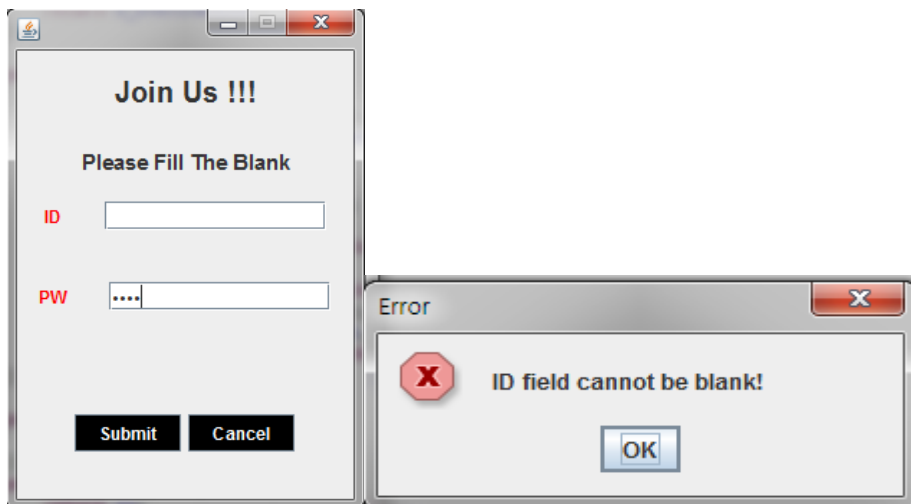 Join Us !!!
Please Fill The Blank
ID
PW ••••
Submit Cancel
Error
ID field cannot be blank!
OK